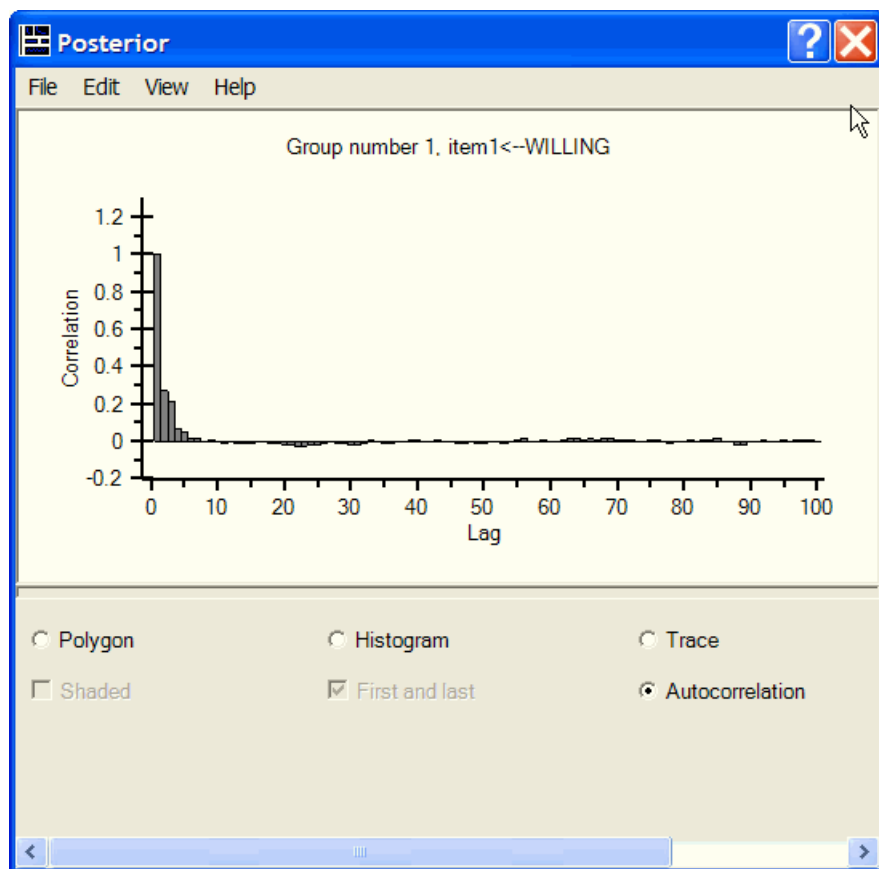 Posterior
File Edit View Help
Group number 1, item1<--WILLING
1.2
1
0.8
0.6
0.4
0.2
0
-0.2
Correlation
0 10 20 30 40 50 60 70 80 90 100
Lag
Polygon Histogram Trace
Shaded First and last Autocorrelation